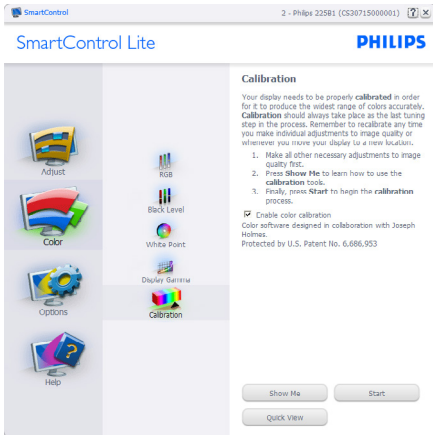 SmartControl
2 - Philips 225B1 (CS30715000001)
?
SmartControl Lite
PHILIPS
Adjust
Color
Options
Help
RGB
Black Level
White Point
Display Gamma
Calibration
Calibration
Your display needs to be properly calibrated in order
for it to produce the widest range of colors accurately.
Calibration should always take place as the last tuning
step in the process. Remember to recalibrate any time
you make individual adjustments to image quality or
whenever you move your display to a new location.
1. Make all other necessary adjustments to image
quality first.
2. Press Show Me to learn how to use the
calibration tools.
3. Finally, press Start to begin the calibration
process.
Enable color calibration
Color software designed in collaboration with Joseph
Holmes.
Protected by U.S. Patent No. 6,686,953
Show Me
Start
Quick View